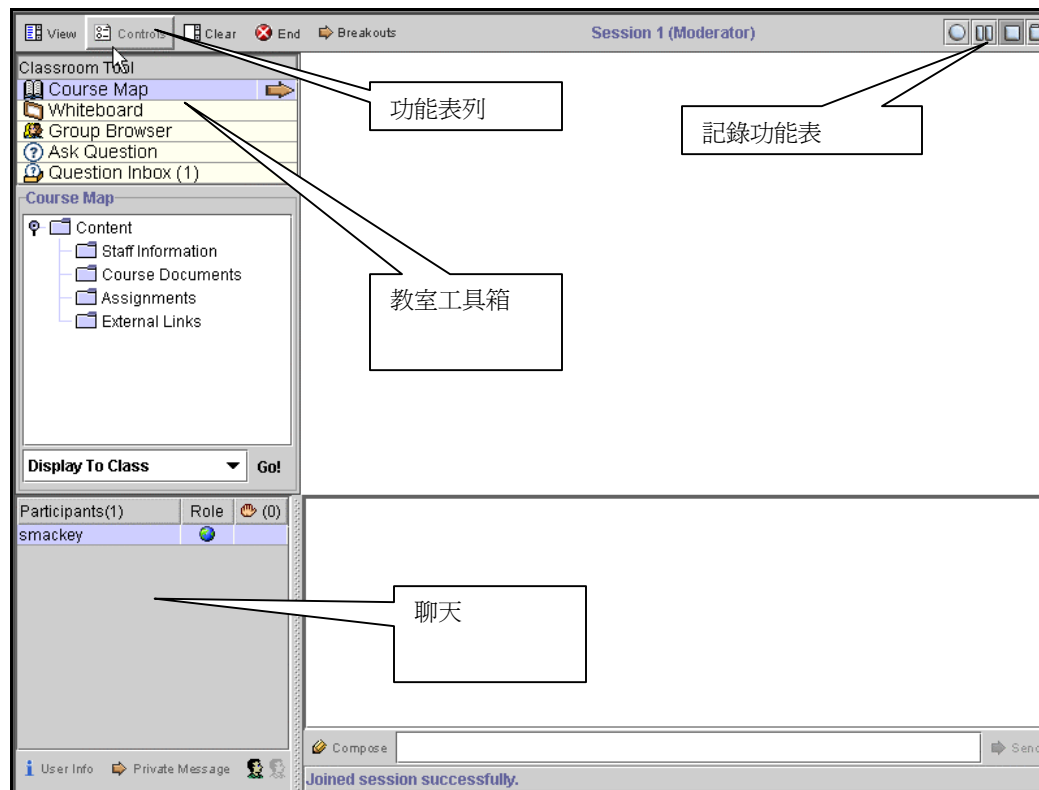 View Controls Clear End Breakouts Session 1 (Moderator)
Classroom Tool
Course Map
Whiteboard
Group Browser
Ask Question
Question Inbox (1)
功能表列
記錄功能表
Course Map
Content
Staff Information
Course Documents
Assignments
External Links
教室工具箱
Display To Class Go!
Participants(1) Role (0)
smackey
聊天
Compose Send
User Info Private Message
Joined session successfully.